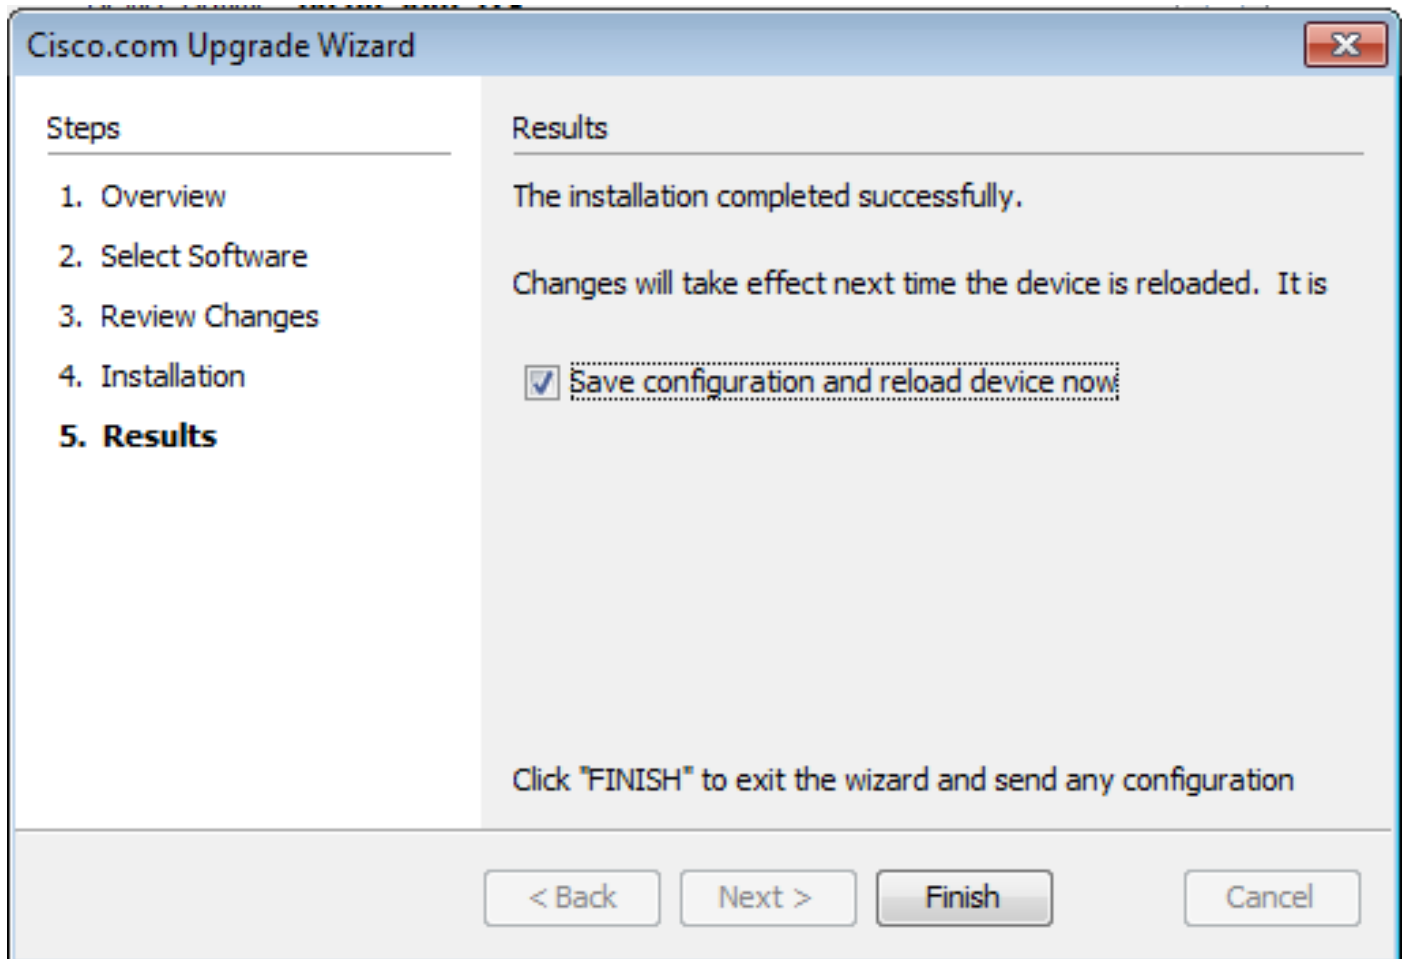 Cisco.com Upgrade Wizard
Steps
1. Overview
2. Select Software
3. Review Changes
4. Installation
5. Results
Results
The installation completed successfully.
Changes will take effect next time the device is reloaded. It is
Save configuration and reload device now
Click "FINISH" to exit the wizard and send any configuration
< Back
Next >
Finish
Cancel